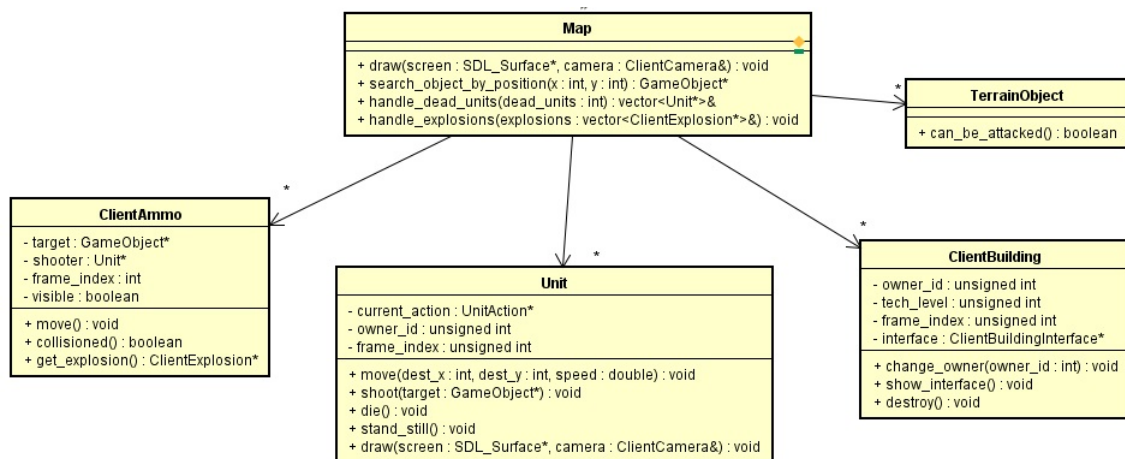 Map
+ draw(screen : SDL_Surface*, camera : ClientCamera&) : void
+ search_object_by_position(x : int, y : int) : GameObject*
+ handle_dead_units(dead_units : int) : vector<Unit*>&
+ handle_explosions(explosions : vector<ClientExplosion*>&) : void
*
TerrainObject
+ can_be_attacked() : boolean
*
ClientAmmo
- target : GameObject*
- shooter : Unit*
- frame_index : int
- visible : boolean
+ move() : void
+ collisioned() : boolean
+ get_explosion() : ClientExplosion*
*
Unit
- current_action : UnitAction*
- owner_id : unsigned int
- frame_index : unsigned int
+ move(dest_x : int, dest_y : int, speed : double) : void
+ shoot(target : GameObject*) : void
+ die() : void
+ stand_still() : void
+ draw(screen : SDL_Surface*, camera : ClientCamera&) : void
*
ClientBuilding
- owner_id : unsigned int
- tech_level : unsigned int
- frame_index : unsigned int
- interface : ClientBuildingInterface*
+ change_owner(owner_id : int) : void
+ show_interface() : void
+ destroy() : void